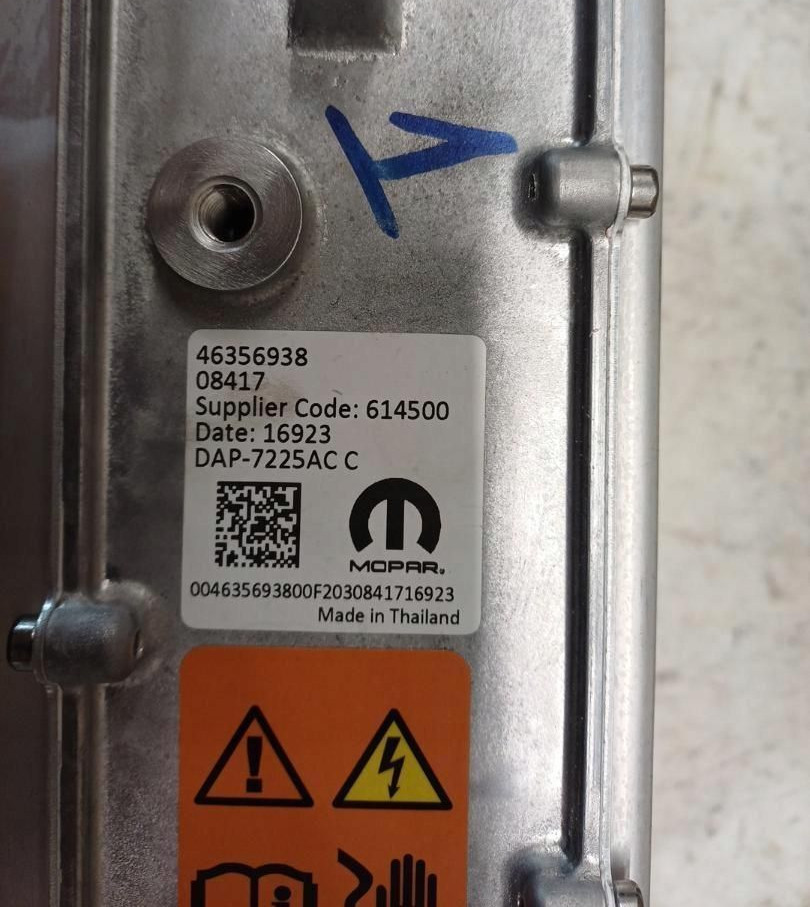 46356938
08417
Supplier Code: 614500
Date: 16923
DAP-7225AC C
MOPAR
004635693800F2030841716923
Made in Thailand